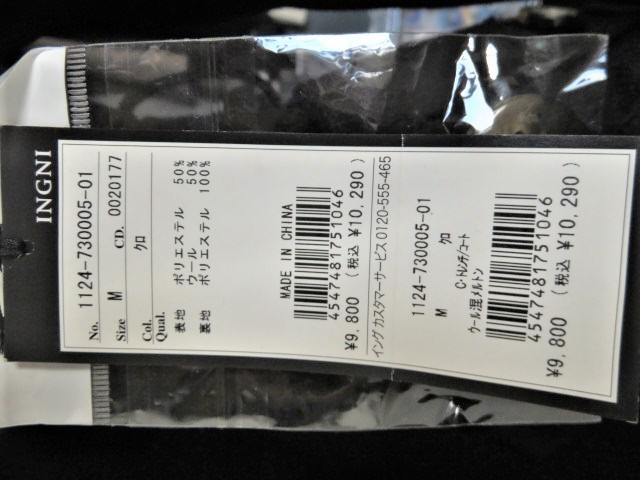 INGNI
No. 1124-730005-01
Size M CD. 0020177
Col. クロ
Qual.
表地 ポリエステル 50%
ウール 50%
裏地 ポリエステル 100%
MADE IN CHINA
4547481751046
¥9,800 (税込 ¥10,290)
イング カスタマーサービス 0120-555-465
1124-730005-01
M クロ
C·トレンチ/コート
ウール混メルトン
4547481751046
¥9,800 (税込 ¥10,290)